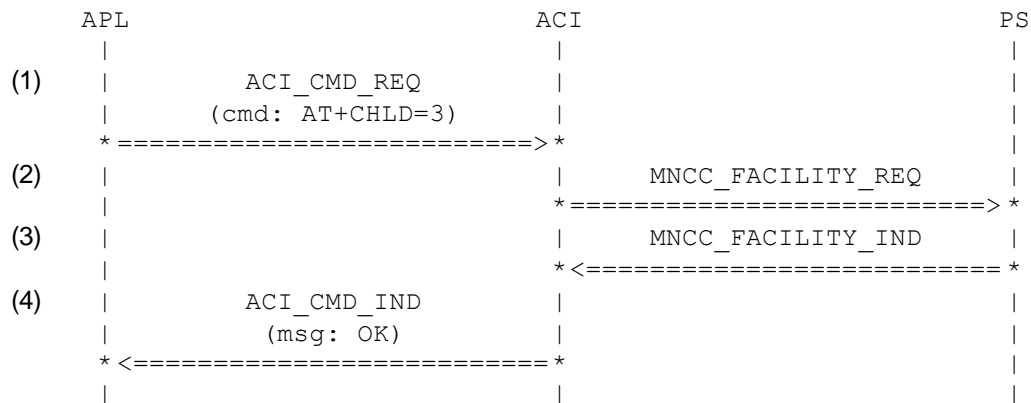 APL ACI PS
| | |
(1) | ACI_CMD_REQ | |
| (cmd: AT+CHLD=3) | |
*==========================>* |
(2) | | MNCC_FACILITY_REQ |
| *==========================>*
(3) | | MNCC_FACILITY_IND |
| *<==========================*
(4) | ACI_CMD_IND | |
| (msg: OK) | |
*<==========================* |
| | |